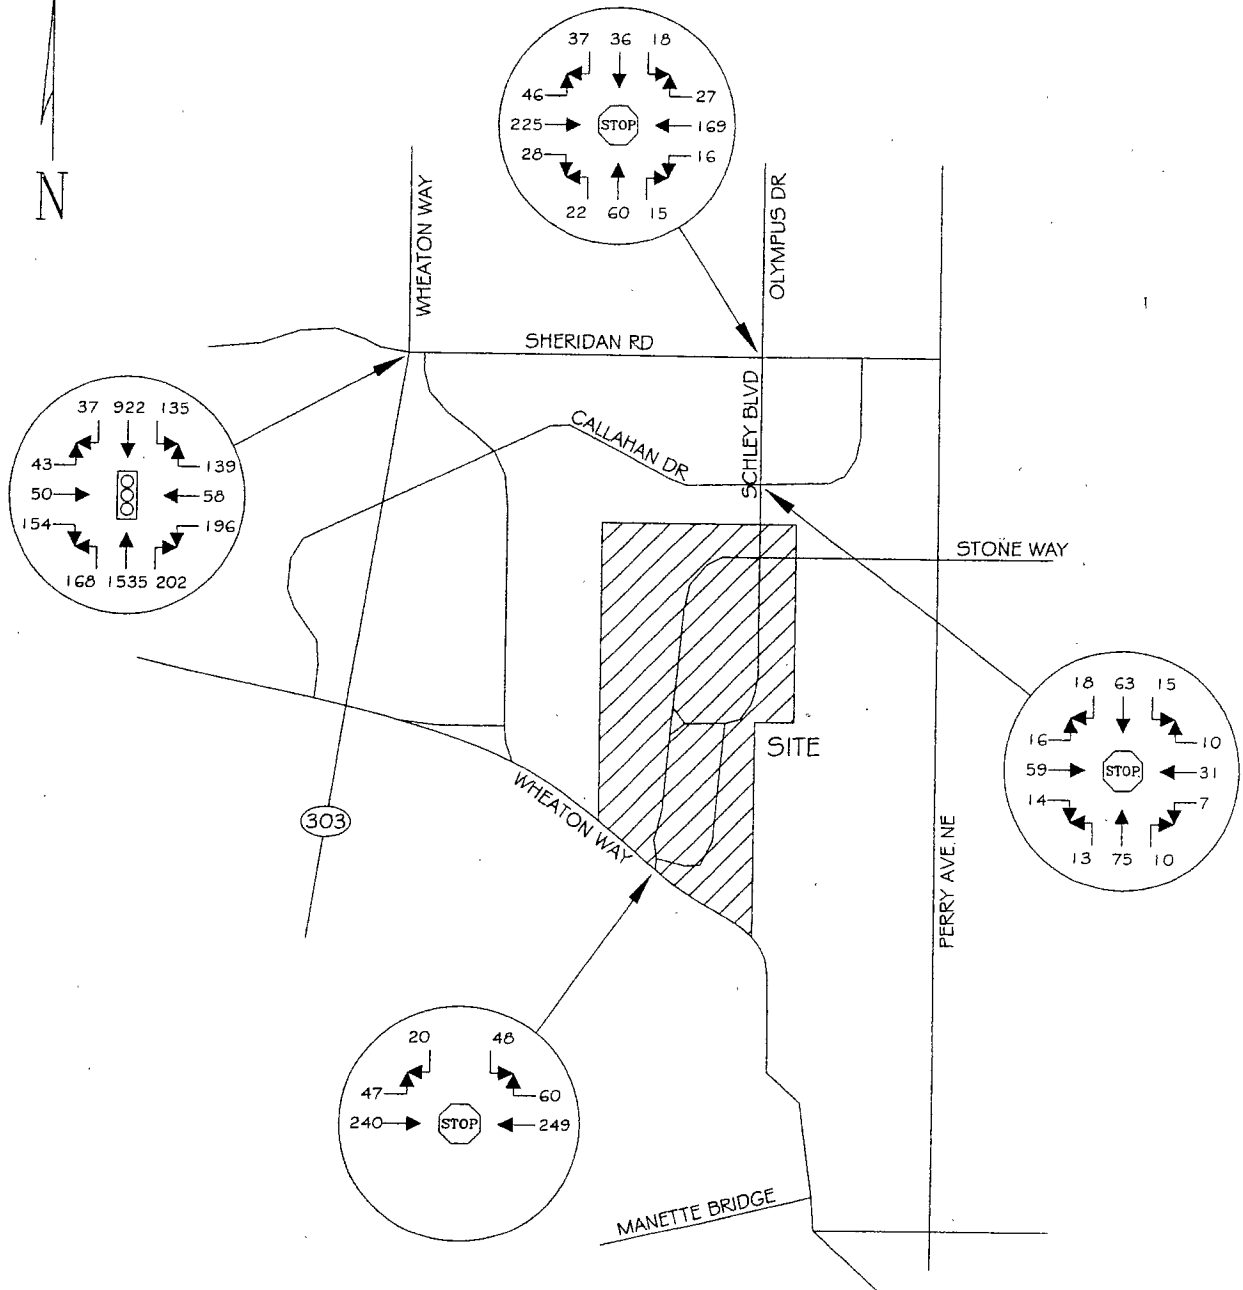 37 36 18
46 27
225 STOP 169
28 16
22 60 15
N
WHEATON WAY
OLYMPUS DR
SHERIDAN RD
SCHLEY BLVD
CALLAHAN DR
37 922 135
43 139
50 58
154 196
168 1535 202
STONE WAY
SITE
18 63 15
16 10
59 STOP 31
14 7
13 75 10
303
WHEATON WAY
PERRY AVE. NE
20 48
47 60
240 STOP 249
MANETTE BRIDGE